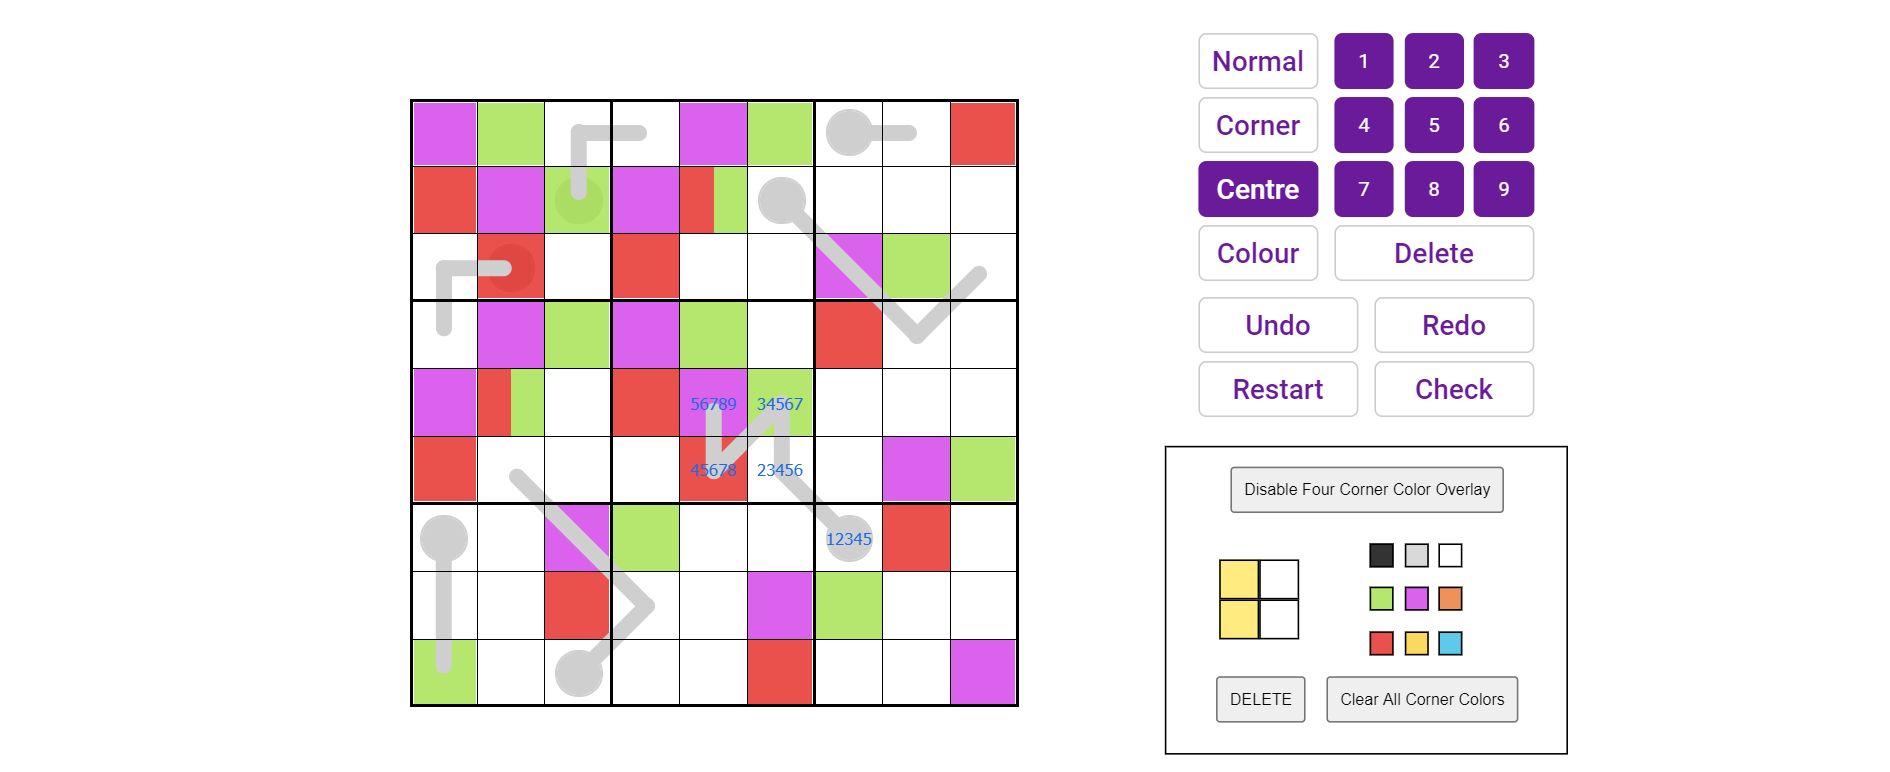 Normal 1 2 3
Corner 4 5 6
Centre 7 8 9
Colour Delete
Undo Redo
Restart Check
56789 34567
45678 23456
12345
Disable Four Corner Color Overlay
DELETE Clear All Corner Colors